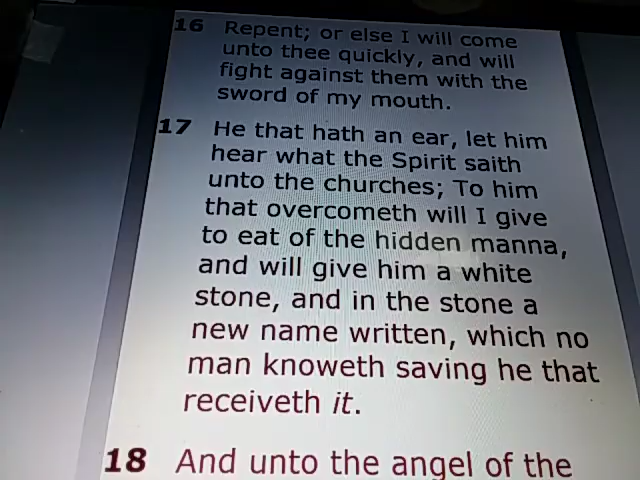 16 Repent; or else I will come
unto thee quickly, and will
fight against them with the
sword of my mouth.
17 He that hath an ear, let him
hear what the Spirit saith
unto the churches; To him
that overcometh will I give
to eat of the hidden manna,
and will give him a white
stone, and in the stone a
new name written, which no
man knoweth saving he that
receiveth it.
18 And unto the angel of the